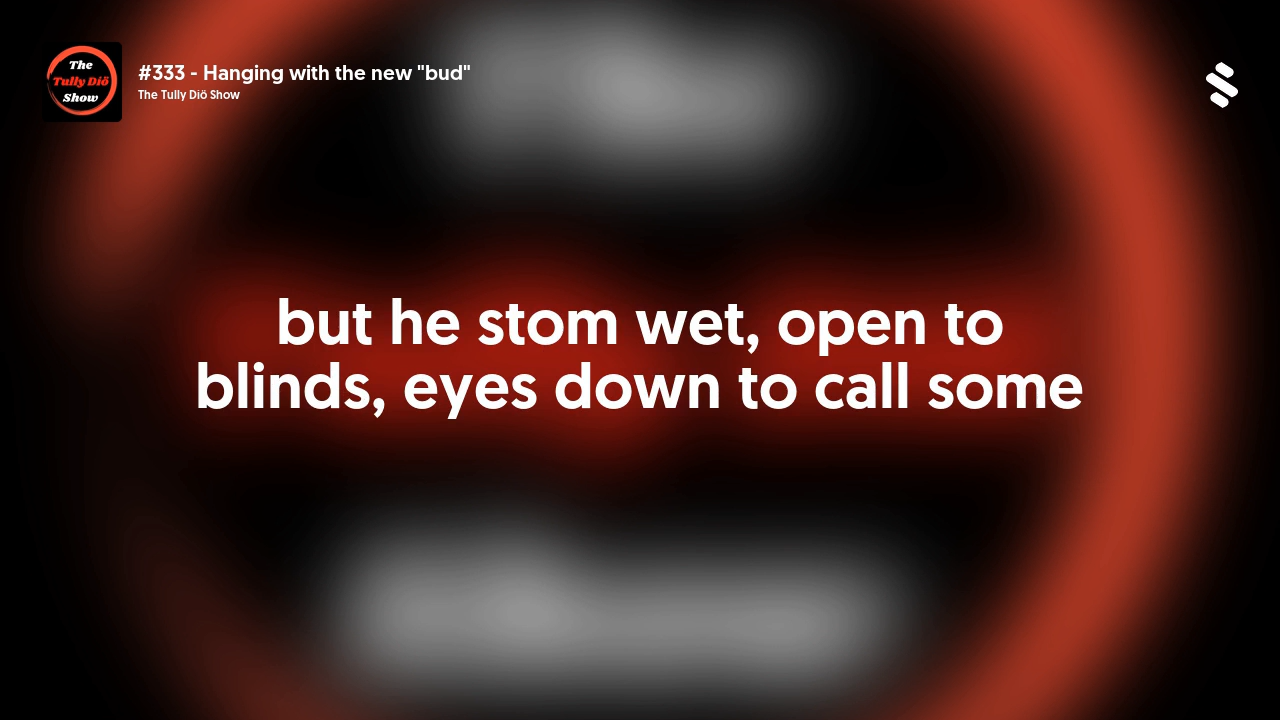 The
Tully Diö
Show
#333 - Hanging with the new "bud"
The Tully Diö Show
but he stom wet, open to
blinds, eyes down to call some